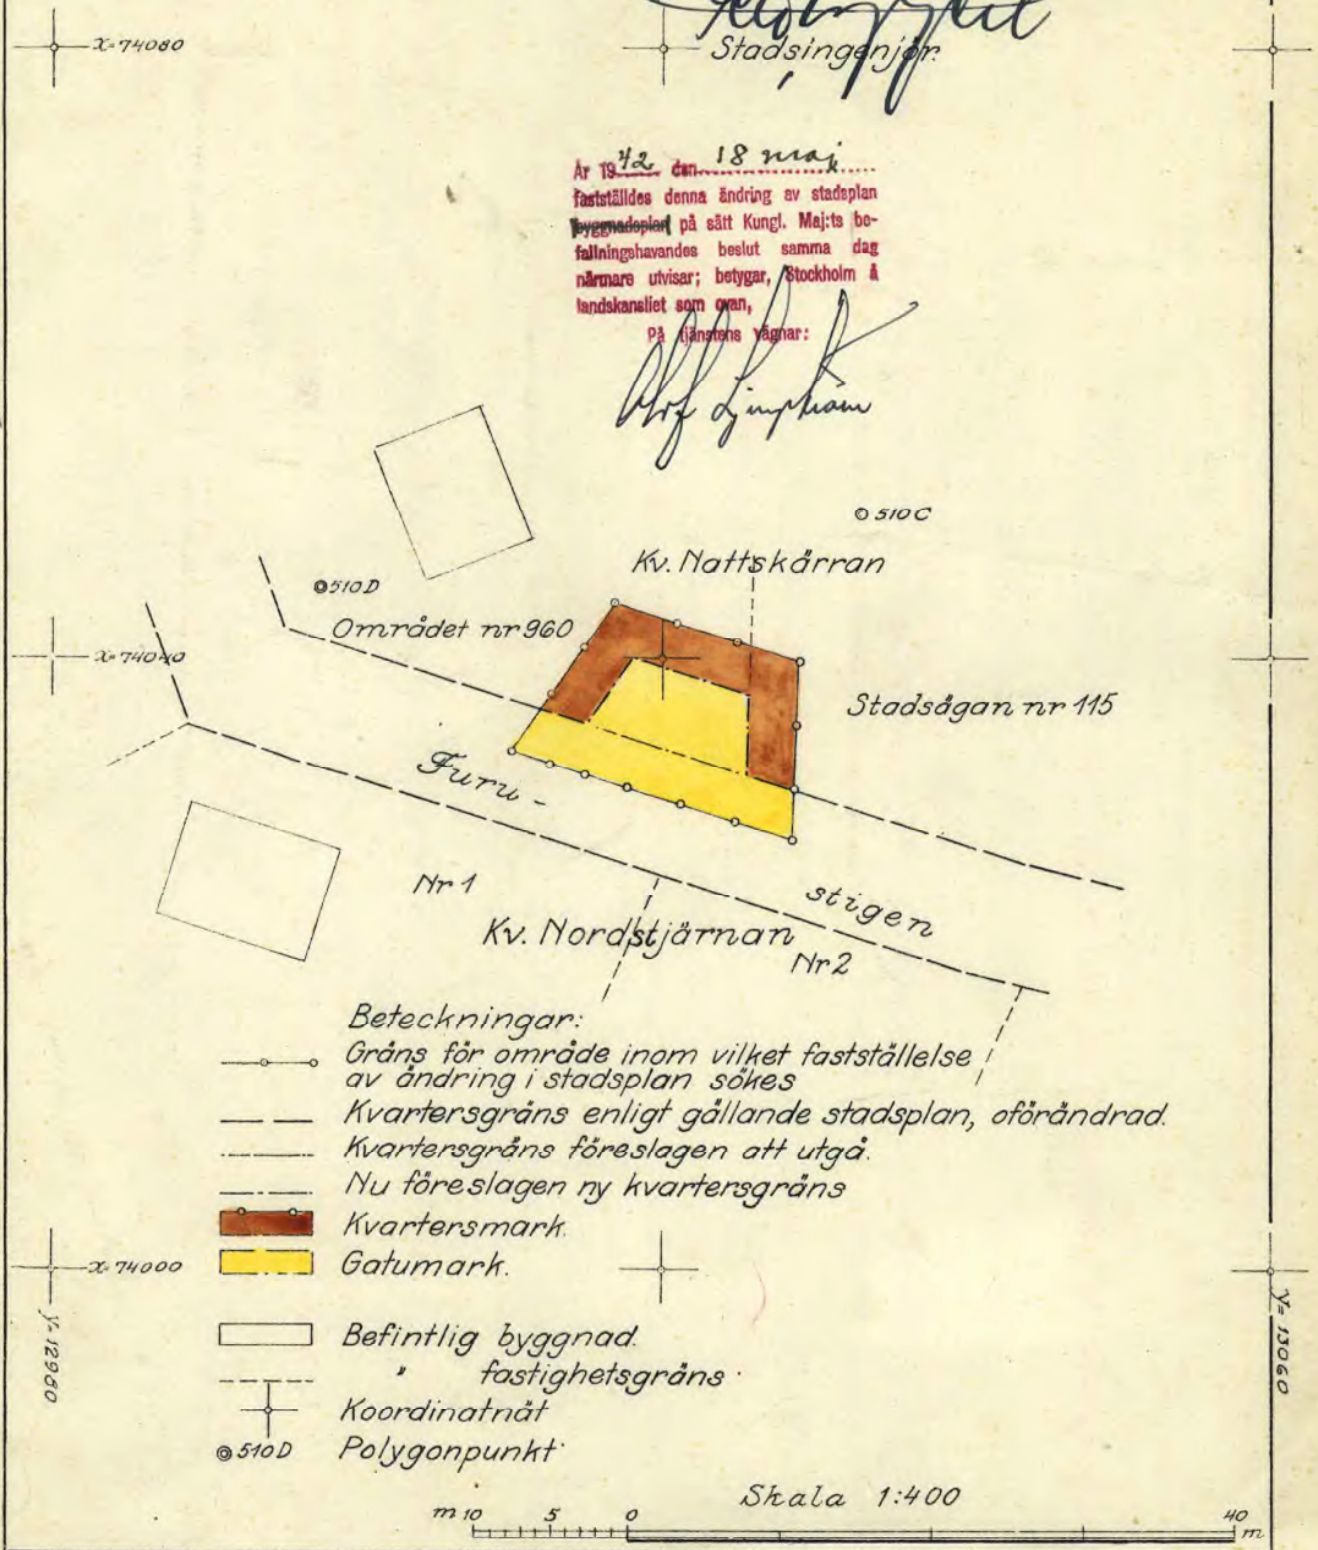 x=74080
Stadsingenjör.
År 1942 den 18 maj
fastställdes denna ändring av stadsplan
byggnadsplan på sätt Kungl. Maj:ts be-
fallningshavandes beslut samma dag
närmare utvisar; betygar, Stockholm å
landskansliet som ovan,
På tjänstens vägnar:
510C
Kv. Nattskärran
510D
Området nr 960
x=74040
Stadsägan nr 115
Furu-
stigen
Nr 1
Kv. Nordstjärnan
Nr 2
Beteckningar:
Gräns för område inom vilket fastställelse
av ändring i stadsplan sökes
Kvartersgräns enligt gällande stadsplan, oförändrad.
Kvartersgräns föreslagen att utgå.
Nu föreslagen ny kvartersgräns
Kvartersmark.
x=74000
Gatumark.
y=12980
y=13060
Befintlig byggnad.
" fastighetsgräns
Koordinatnät
510D Polygonpunkt
Skala 1:400
m 10 5 0 40
m